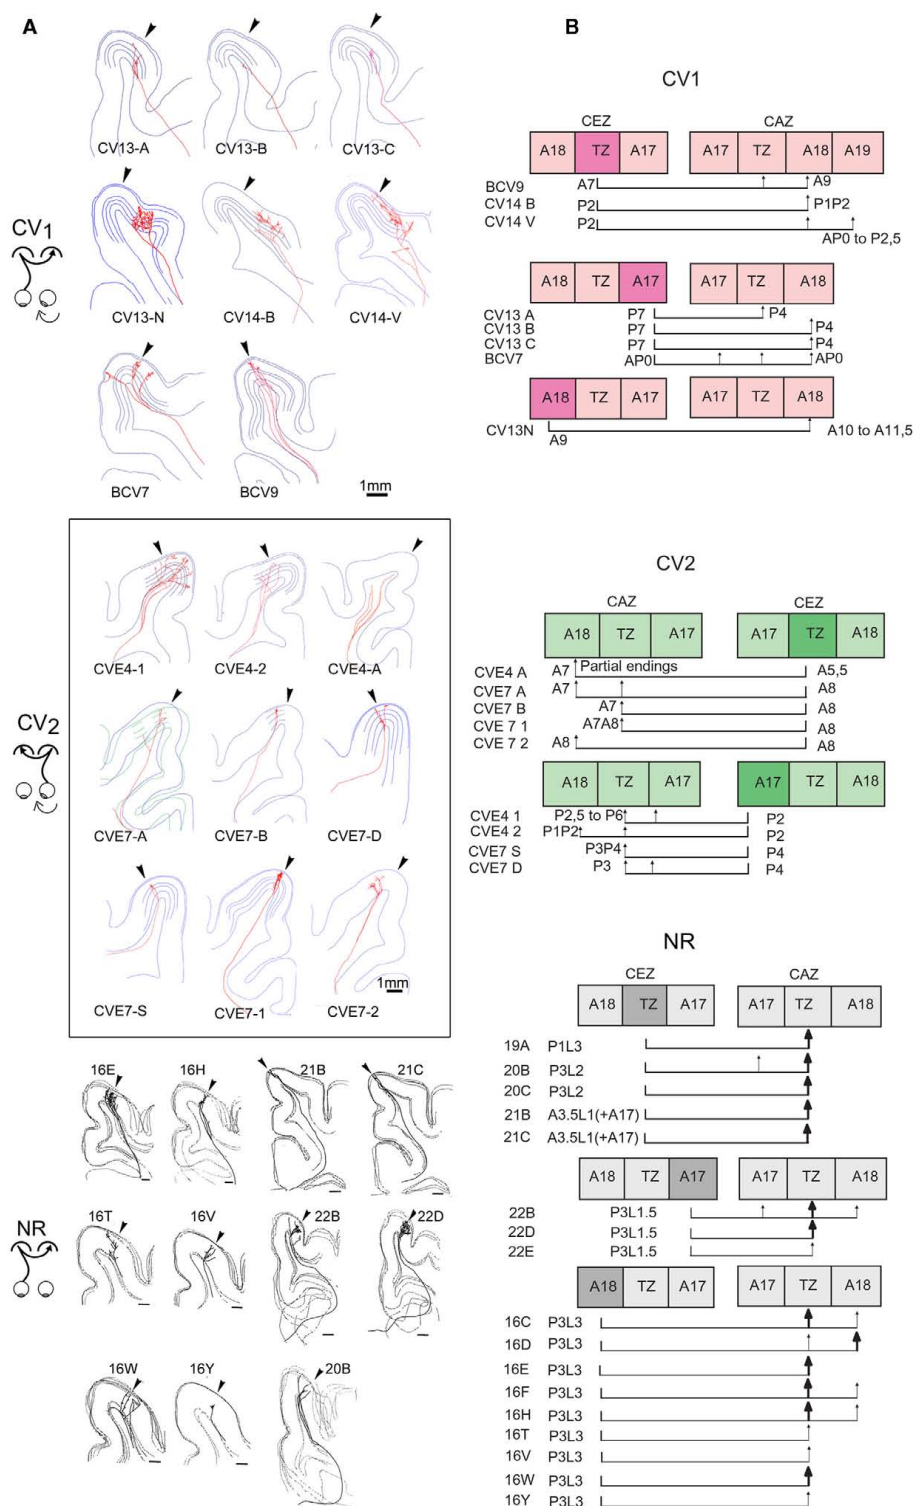 A
CV13-A
CV13-B
CV13-C
CV1
CV13-N
CV14-B
CV14-V
BCV7
BCV9
1mm
CV2
CVE4-1
CVE4-2
CVE4-A
CVE7-A
CVE7-B
CVE7-D
1mm
CVE7-S
CVE7-1
CVE7-2
16E
16H
21B
21C
NR
16T
16V
22B
22D
16W
16Y
20B
B
CV1
CEZ CAZ
A18 TZ A17 A17 TZ A18 A19
BCV9 A7 A9
CV14 B P2 P1P2
CV14 V P2
AP0 to P2,5
A18 TZ A17 A17 TZ A18
CV13 A P7 P4
CV13 B P7 P4
CV13 C P7 P4
BCV7 AP0 AP0
A18 TZ A17 A17 TZ A18
CV13N A9 A10 to A11,5
CV2
CAZ CEZ
A18 TZ A17 A17 TZ A18
CVE4 A A7 Partial endings A5,5
CVE7 A A7 A8
CVE7 B A7 A8
CVE 7 1 A7A8 A8
CVE 7 2 A8 A8
A18 TZ A17 A17 TZ A18
CVE4 1 P2,5 to P6 P2
CVE4 2 P1P2 P2
CVE7 S P3P4 P4
CVE7 D P3 P4
NR
CEZ CAZ
A18 TZ A17 A17 TZ A18
19A P1L3
20B P3L2
20C P3L2
21B A3.5L1(+A17)
21C A3.5L1(+A17)
A18 TZ A17 A17 TZ A18
22B P3L1.5
22D P3L1.5
22E P3L1.5
A18 TZ A17 A17 TZ A18
16C P3L3
16D P3L3
16E P3L3
16F P3L3
16H P3L3
16T P3L3
16V P3L3
16W P3L3
16Y P3L3